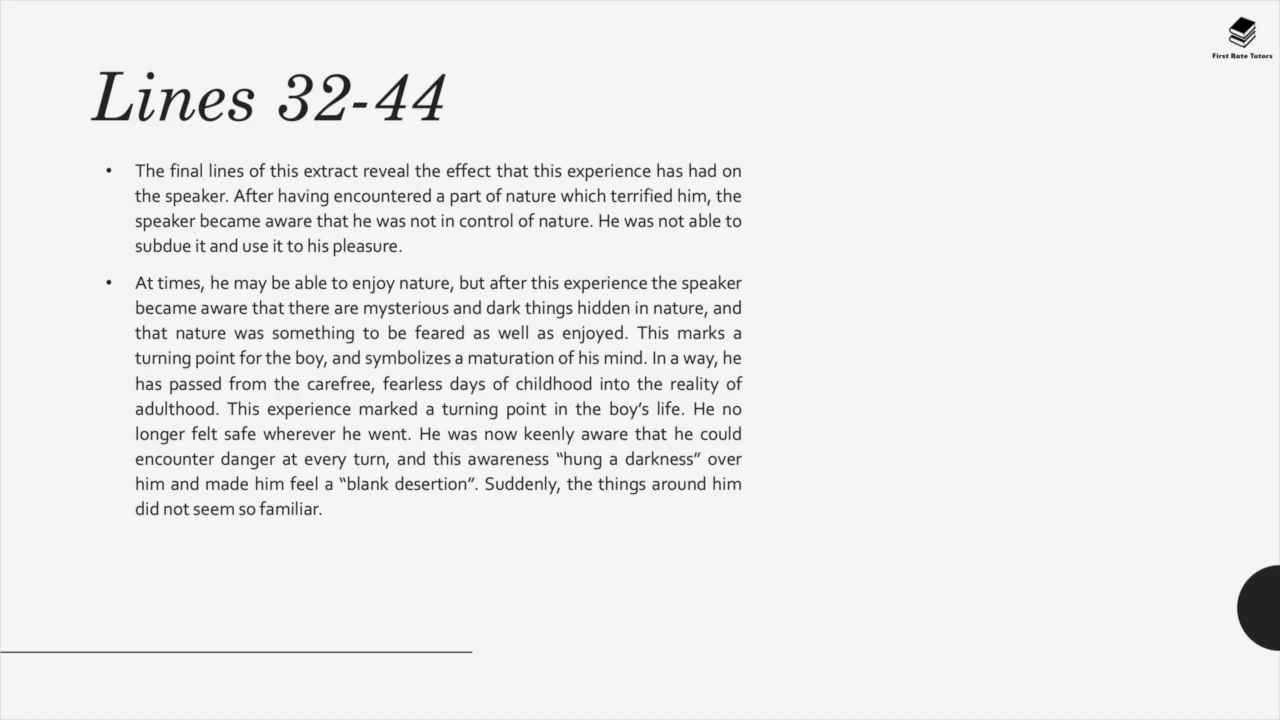 First Rate Tutors
Lines 32-44
• The final lines of this extract reveal the effect that this experience has had on
the speaker. After having encountered a part of nature which terrified him, the
speaker became aware that he was not in control of nature. He was not able to
subdue it and use it to his pleasure.
• At times, he may be able to enjoy nature, but after this experience the speaker
became aware that there are mysterious and dark things hidden in nature, and
that nature was something to be feared as well as enjoyed. This marks a
turning point for the boy, and symbolizes a maturation of his mind. In a way, he
has passed from the carefree, fearless days of childhood into the reality of
adulthood. This experience marked a turning point in the boy’s life. He no
longer felt safe wherever he went. He was now keenly aware that he could
encounter danger at every turn, and this awareness “hung a darkness” over
him and made him feel a “blank desertion”. Suddenly, the things around him
did not seem so familiar.